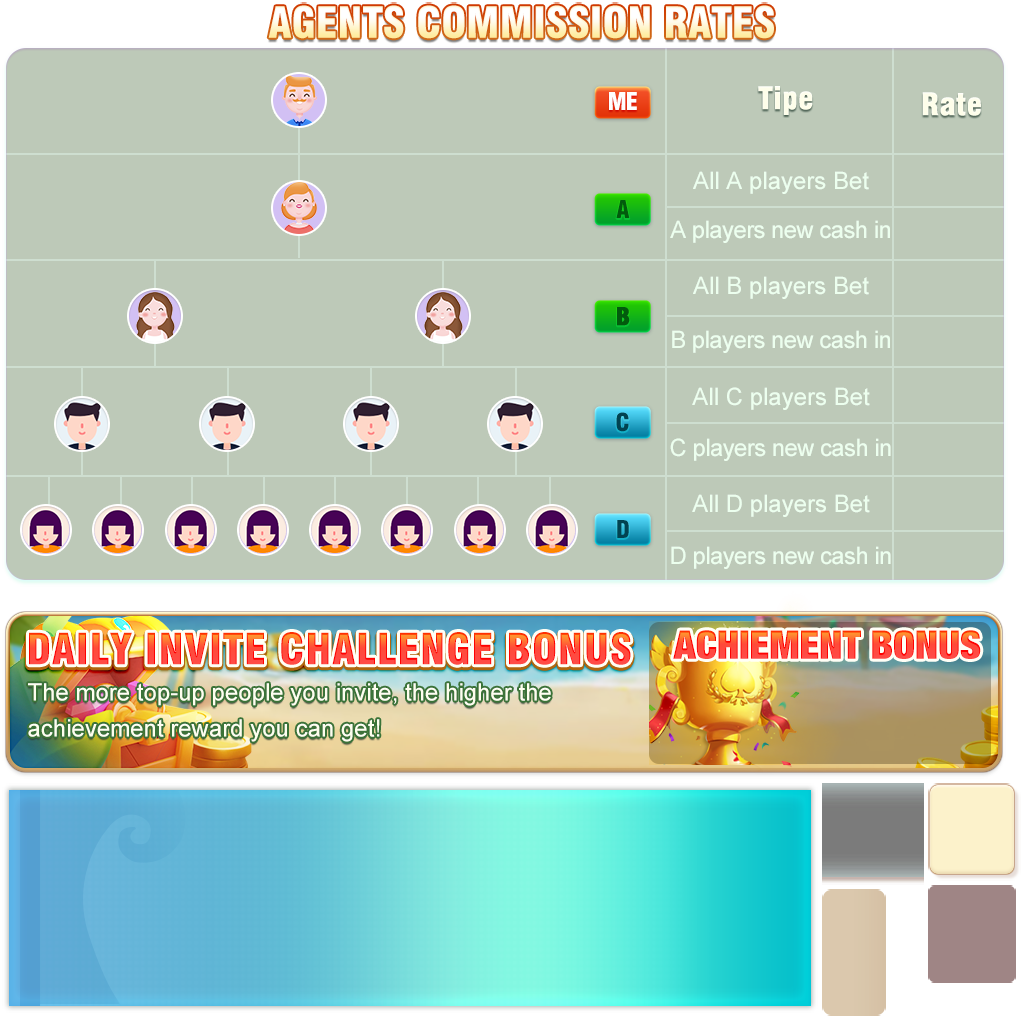 AGENTS COMMISSION RATES
ME
Tipe
Rate
A
All A players Bet
A players new cash in
B
All B players Bet
B players new cash in
C
All C players Bet
C players new cash in
D
All D players Bet
D players new cash in
DAILY INVITE CHALLENGE BONUS
The more top-up people you invite, the higher the
achievement reward you can get!
ACHIEMENT BONUS